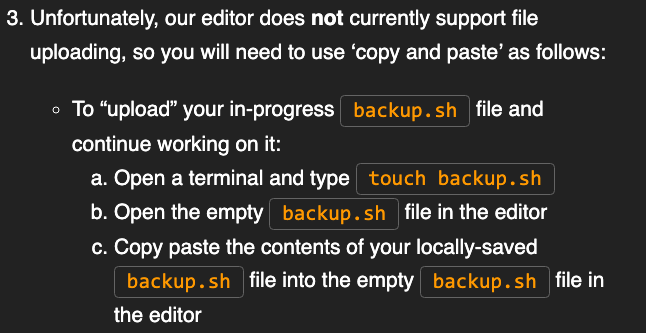 3. Unfortunately, our editor does not currently support file
uploading, so you will need to use ‘copy and paste’ as follows:
○ To “upload” your in-progress backup.sh file and
continue working on it:
a. Open a terminal and type touch backup.sh
b. Open the empty backup.sh file in the editor
c. Copy paste the contents of your locally-saved
backup.sh file into the empty backup.sh file in
the editor